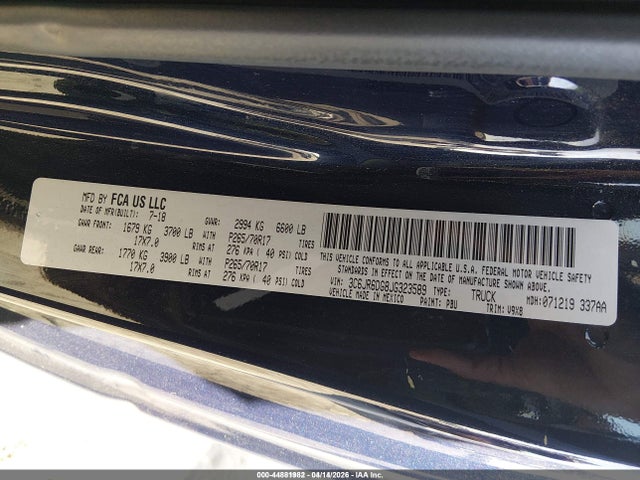 MFD BY FCA US LLC
DATE OF MFR(BUILT): 7-18 GVWR: 2994 KG 6600 LB
GAWR FRONT: 1679 KG 3700 LB WITH P265/70R17 TIRES
17X7.0 RIMS AT 276 KPA ( 40 PSI) COLD
GAWR REAR: 1770 KG 3900 LB WITH P265/70R17 TIRES
17X7.0 RIMS AT 276 KPA ( 40 PSI) COLD
THIS VEHICLE CONFORMS TO ALL APPLICABLE U.S.A. FEDERAL MOTOR VEHICLE SAFETY
STANDARDS IN EFFECT ON THE DATE OF MANUFACTURE SHOWN ABOVE.
VIN: 3C6JR6DG8JG323589 TYPE: TRUCK MDH: 071219 337AA
VEHICLE MADE IN MEXICO PAINT: PBU TRIM: V9X8
000-44881982 • 04/14/2026 • COPYRIGHT IAA, LLC